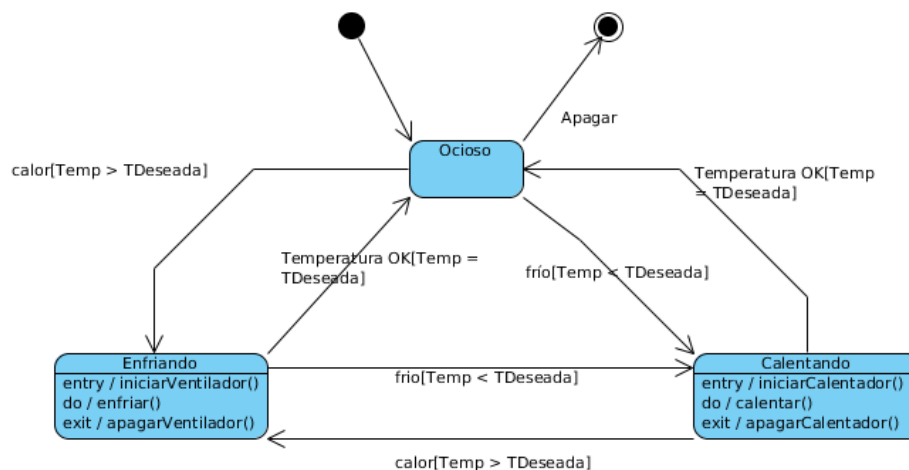 Apagar
Ocioso
calor[Temp > TDeseada]
Temperatura OK[Temp
= TDeseada]
Temperatura OK[Temp =
TDeseada]
frío[Temp < TDeseada]
Enfriando
entry / iniciarVentilador()
do / enfriar()
exit / apagarVentilador()
frio[Temp < TDeseada]
Calentando
entry / iniciarCalentador()
do / calentar()
exit / apagarCalentador()
calor[Temp > TDeseada]